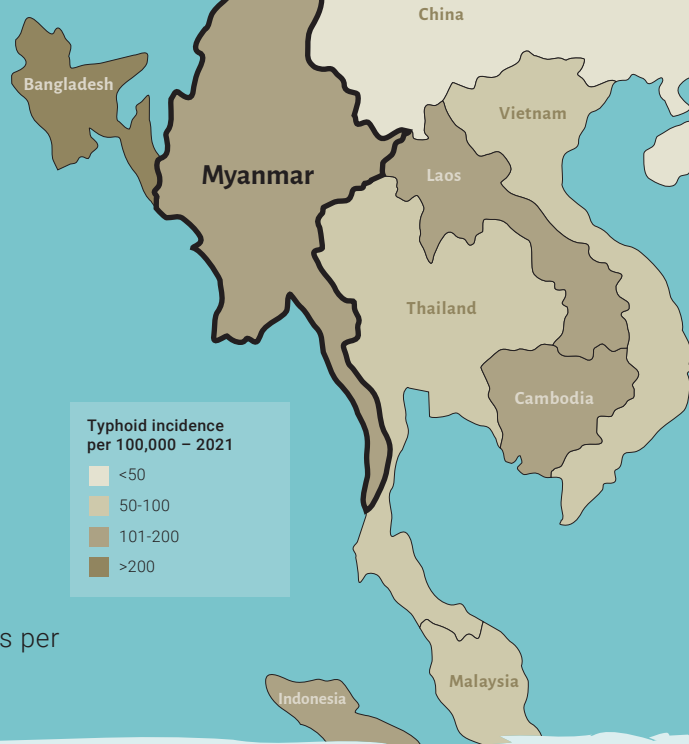 China
Bangladesh
Vietnam
Myanmar
Laos
Thailand
Cambodia
Typhoid incidence
per 100,000 – 2021
<50
50-100
101-200
>200
s per
Malaysia
Indonesia